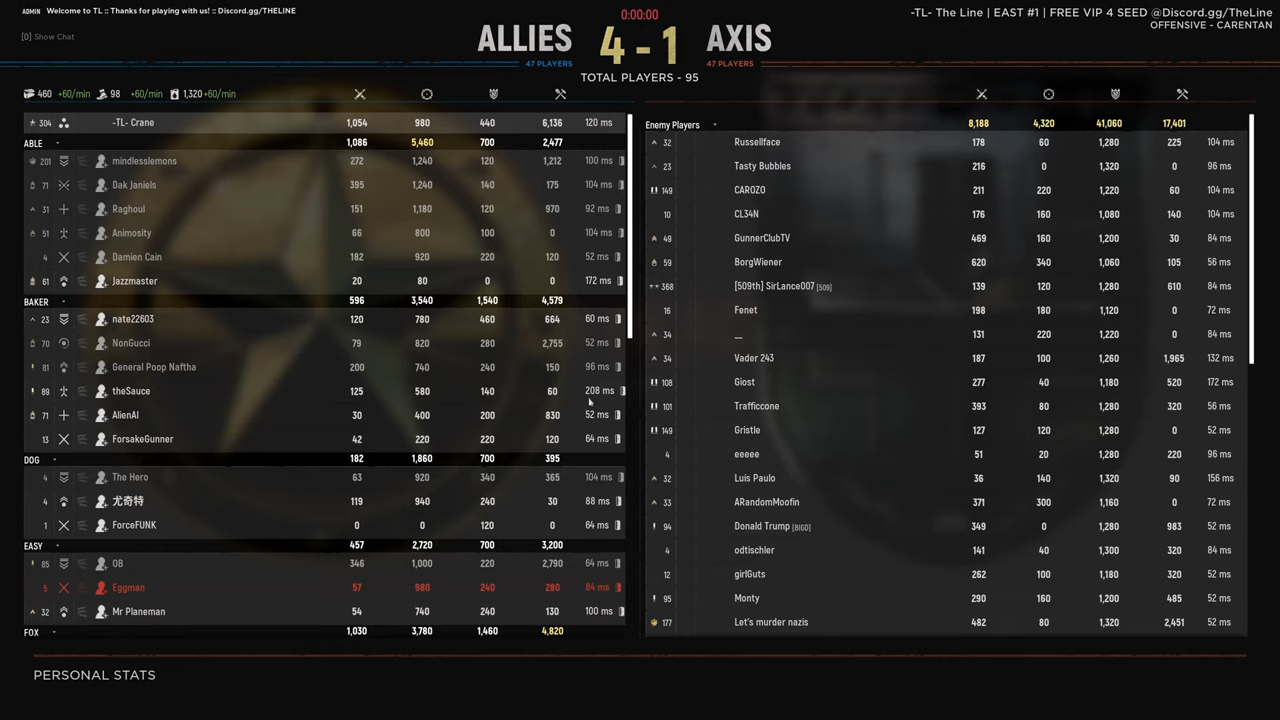 ADMIN Welcome to TL :: Thanks for playing with us! :: Discord.gg/THELINE
[O] Show Chat
0:00:00
ALLIES 4 - 1 AXIS
47 PLAYERS 47 PLAYERS
TOTAL PLAYERS - 95
-TL- The Line | EAST #1 | FREE VIP 4 SEED @Discord.gg/TheLine
OFFENSIVE - CARENTAN
460 +60/min 98 +60/min 1,320 +60/min
304 -TL- Crane 1,054 980 440 6,136 120 ms
ABLE - 1,086 5,460 700 2,477
201 mindlesslemons 272 1,240 120 1,212 100 ms
71 Dak Janiels 395 1,240 140 175 104 ms
31 Raghoul 151 1,180 120 970 92 ms
51 Animosity 66 800 100 0 104 ms
4 Damien Cain 182 920 220 120 52 ms
61 Jazzmaster 20 80 0 0 172 ms
BAKER - 596 3,540 1,540 4,579
23 nate22603 120 780 460 664 60 ms
70 NonGucci 79 820 280 2,755 52 ms
81 General Poop Naftha 200 740 240 150 96 ms
89 theSauce 125 580 140 60 208 ms
71 AlienAI 30 400 200 830 52 ms
13 ForsakeGunner 42 220 220 120 64 ms
DOG - 182 1,860 700 395
4 The Hero 63 920 340 365 104 ms
4 尤奇特 119 940 240 30 88 ms
1 ForceFUNK 0 0 120 0 64 ms
EASY - 457 2,720 700 3,200
85 OB 346 1,000 220 2,790 64 ms
5 Eggman 57 980 240 280 84 ms
32 Mr Planeman 54 740 240 130 100 ms
FOX - 1,030 3,780 1,460 4,820
Enemy Players - 8,188 4,320 41,060 17,401
32 Russellface 178 60 1,280 225 104 ms
23 Tasty Bubbles 216 0 1,320 0 96 ms
149 CAROZO 211 220 1,220 60 104 ms
10 CL34N 176 160 1,080 140 104 ms
49 GunnerClubTV 469 160 1,200 30 84 ms
59 BorgWiener 620 340 1,060 105 56 ms
368 [509th] SirLance007 [509] 139 120 1,280 610 84 ms
16 Fenet 198 180 1,120 0 72 ms
34 __ 131 220 1,220 0 84 ms
34 Vader 243 187 100 1,260 1,965 132 ms
108 Giost 277 40 1,180 520 172 ms
101 Trafficcone 393 80 1,280 320 56 ms
149 Gristle 127 120 1,280 0 52 ms
4 eeeee 51 20 1,280 220 96 ms
32 Luís Paulo 36 140 1,320 90 156 ms
33 ARandomMoofin 371 300 1,160 0 72 ms
94 Donald Trump [BIGD] 349 0 1,280 983 52 ms
4 odtischler 141 40 1,300 320 84 ms
12 girlGuts 262 100 1,180 320 52 ms
95 Monty 290 160 1,200 485 52 ms
177 Let's murder nazis 482 80 1,320 2,451 52 ms
PERSONAL STATS